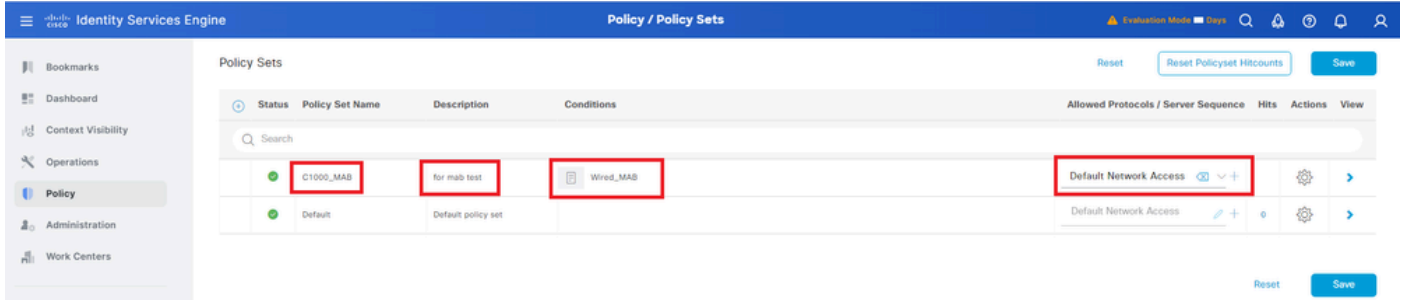 cisco Identity Services Engine
Policy / Policy Sets
Evaluation Mode Days
Bookmarks
Dashboard
Context Visibility
Operations
Policy
Administration
Work Centers
Policy Sets
Reset
Reset Policyset Hitcounts
Save
Status Policy Set Name Description Conditions Allowed Protocols / Server Sequence Hits Actions View
Search
C1000_MAB for mab test Wired_MAB Default Network Access
Default Default policy set Default Network Access 0
Reset
Save